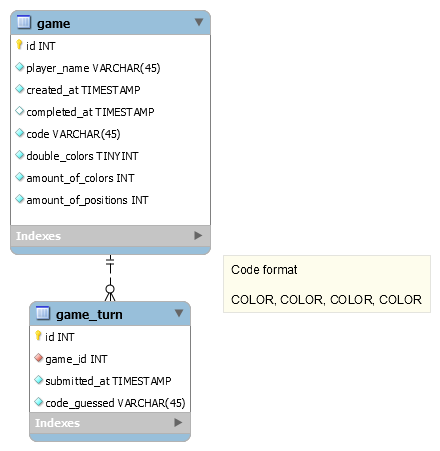 game
id INT
player_name VARCHAR(45)
created_at TIMESTAMP
completed_at TIMESTAMP
code VARCHAR(45)
double_colors TINYINT
amount_of_colors INT
amount_of_positions INT
Indexes
Code format
COLOR, COLOR, COLOR, COLOR
game_turn
id INT
game_id INT
submitted_at TIMESTAMP
code_guessed VARCHAR(45)
Indexes